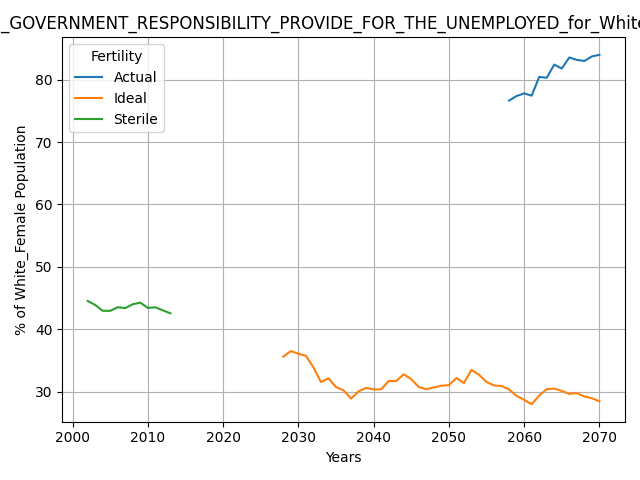 _GOVERNMENT_RESPONSIBILITY_PROVIDE_FOR_THE_UNEMPLOYED_for_White
Fertility
Actual
Ideal
Sterile
% of White_Female Population
80
70
60
50
40
30
2000 2010 2020 2030 2040 2050 2060 2070
Years